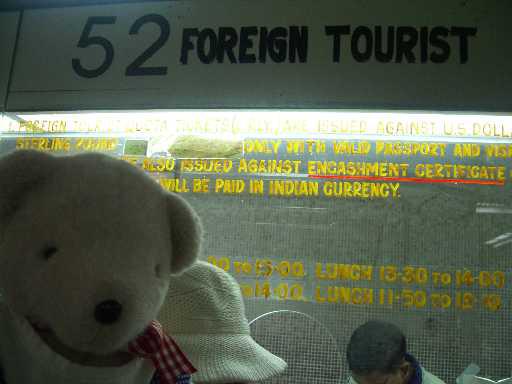 52 FOREIGN TOURIST
FOREIGN TOURIST QUOTA TICKETS ( ARE ISSUED AGAINST U.S. DOLL
STERLING POUND ONLY WITH VALID PASSPORT AND VIS
ALSO ISSUED AGAINST ENCASHMENT CERTIFICATE
WILL BE PAID IN INDIAN CURRENCY.
00 TO 15-00. LUNCH 13-30 TO 14-00
TO 14-00. LUNCH 11-50 TO 12-10